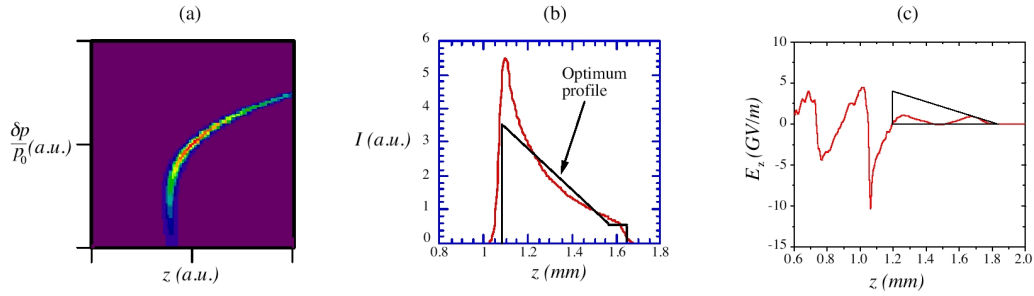 (a)
δp
p₀ (a.u.)
z (a.u.)
(b)
6
5
4
3
2
1
0
I (a.u.)
Optimum
profile
0.8 1 1.2 1.4 1.6 1.8
z (mm)
(c)
10
5
0
-5
-10
-15
E_z (GV/m)
0.6 0.8 1.0 1.2 1.4 1.6 1.8 2.0
z (mm)